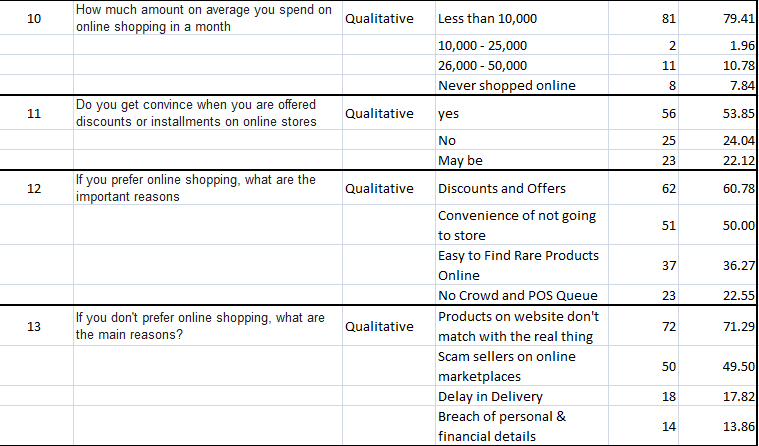 10 How much amount on average you spend on online shopping in a month Qualitative Less than 10,000 81 79.41
10,000 - 25,000 2 1.96
26,000 - 50,000 11 10.78
Never shopped online 8 7.84
11 Do you get convince when you are offered discounts or installments on online stores Qualitative yes 56 53.85
No 25 24.04
May be 23 22.12
12 If you prefer online shopping, what are the important reasons Qualitative Discounts and Offers 62 60.78
Convenience of not going to store 51 50.00
Easy to Find Rare Products Online 37 36.27
No Crowd and POS Queue 23 22.55
13 If you don't prefer online shopping, what are the main reasons? Qualitative Products on website don't match with the real thing 72 71.29
Scam sellers on online marketplaces 50 49.50
Delay in Delivery 18 17.82
Breach of personal & financial details 14 13.86